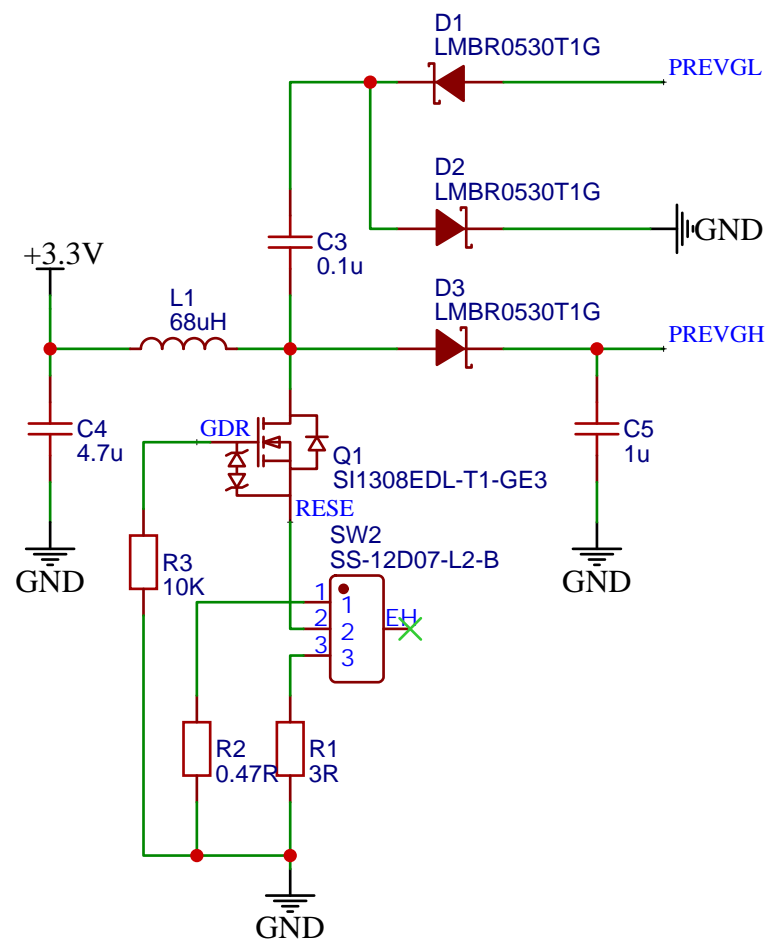 D1
LMBR0530T1G
PREVGL
D2
LMBR0530T1G
GND
C3
0.1u
+3.3V
L1
68uH
D3
LMBR0530T1G
PREVGH
C4
4.7u
GDR
Q1
SI1308EDL-T1-GE3
C5
1u
RESE
SW2
SS-12D07-L2-B
GND
R3
10K
GND
1 1
2 2 EH
3 3
R2
0.47R
R1
3R
GND